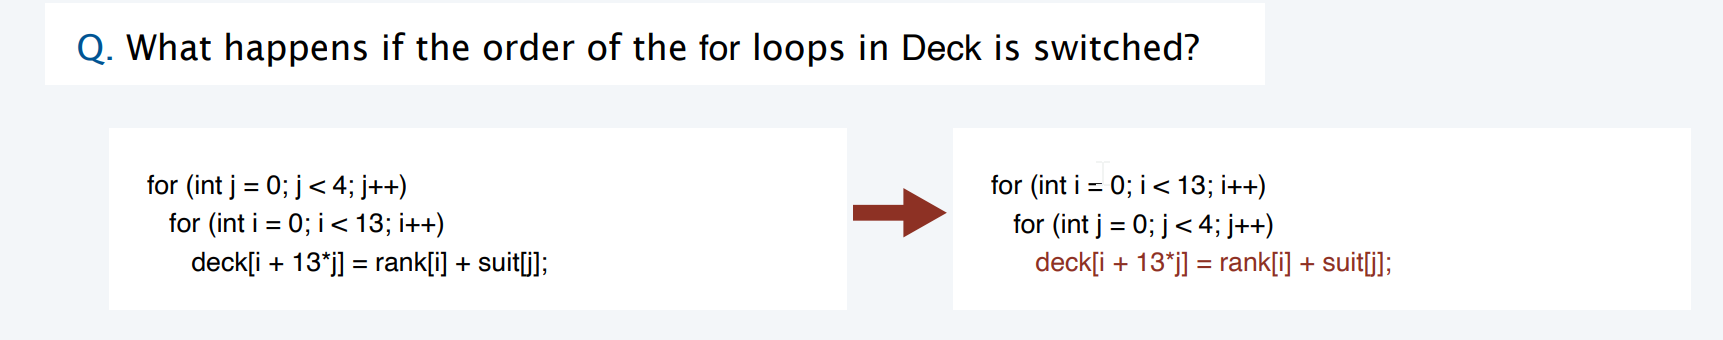 Q. What happens if the order of the for loops in Deck is switched?
for (int j = 0; j < 4; j++)
for (int i = 0; i < 13; i++)
deck[i + 13*j] = rank[i] + suit[j];
for (int i = 0; i < 13; i++)
for (int j = 0; j < 4; j++)
deck[i + 13*j] = rank[i] + suit[j];